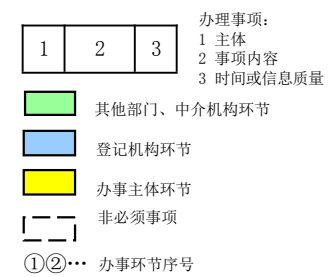 办理事项：
1 主体
2 事项内容
3 时间或信息质量
1 2 3
其他部门、中介机构环节
登记机构环节
办事主体环节
非必须事项
①②… 办事环节序号